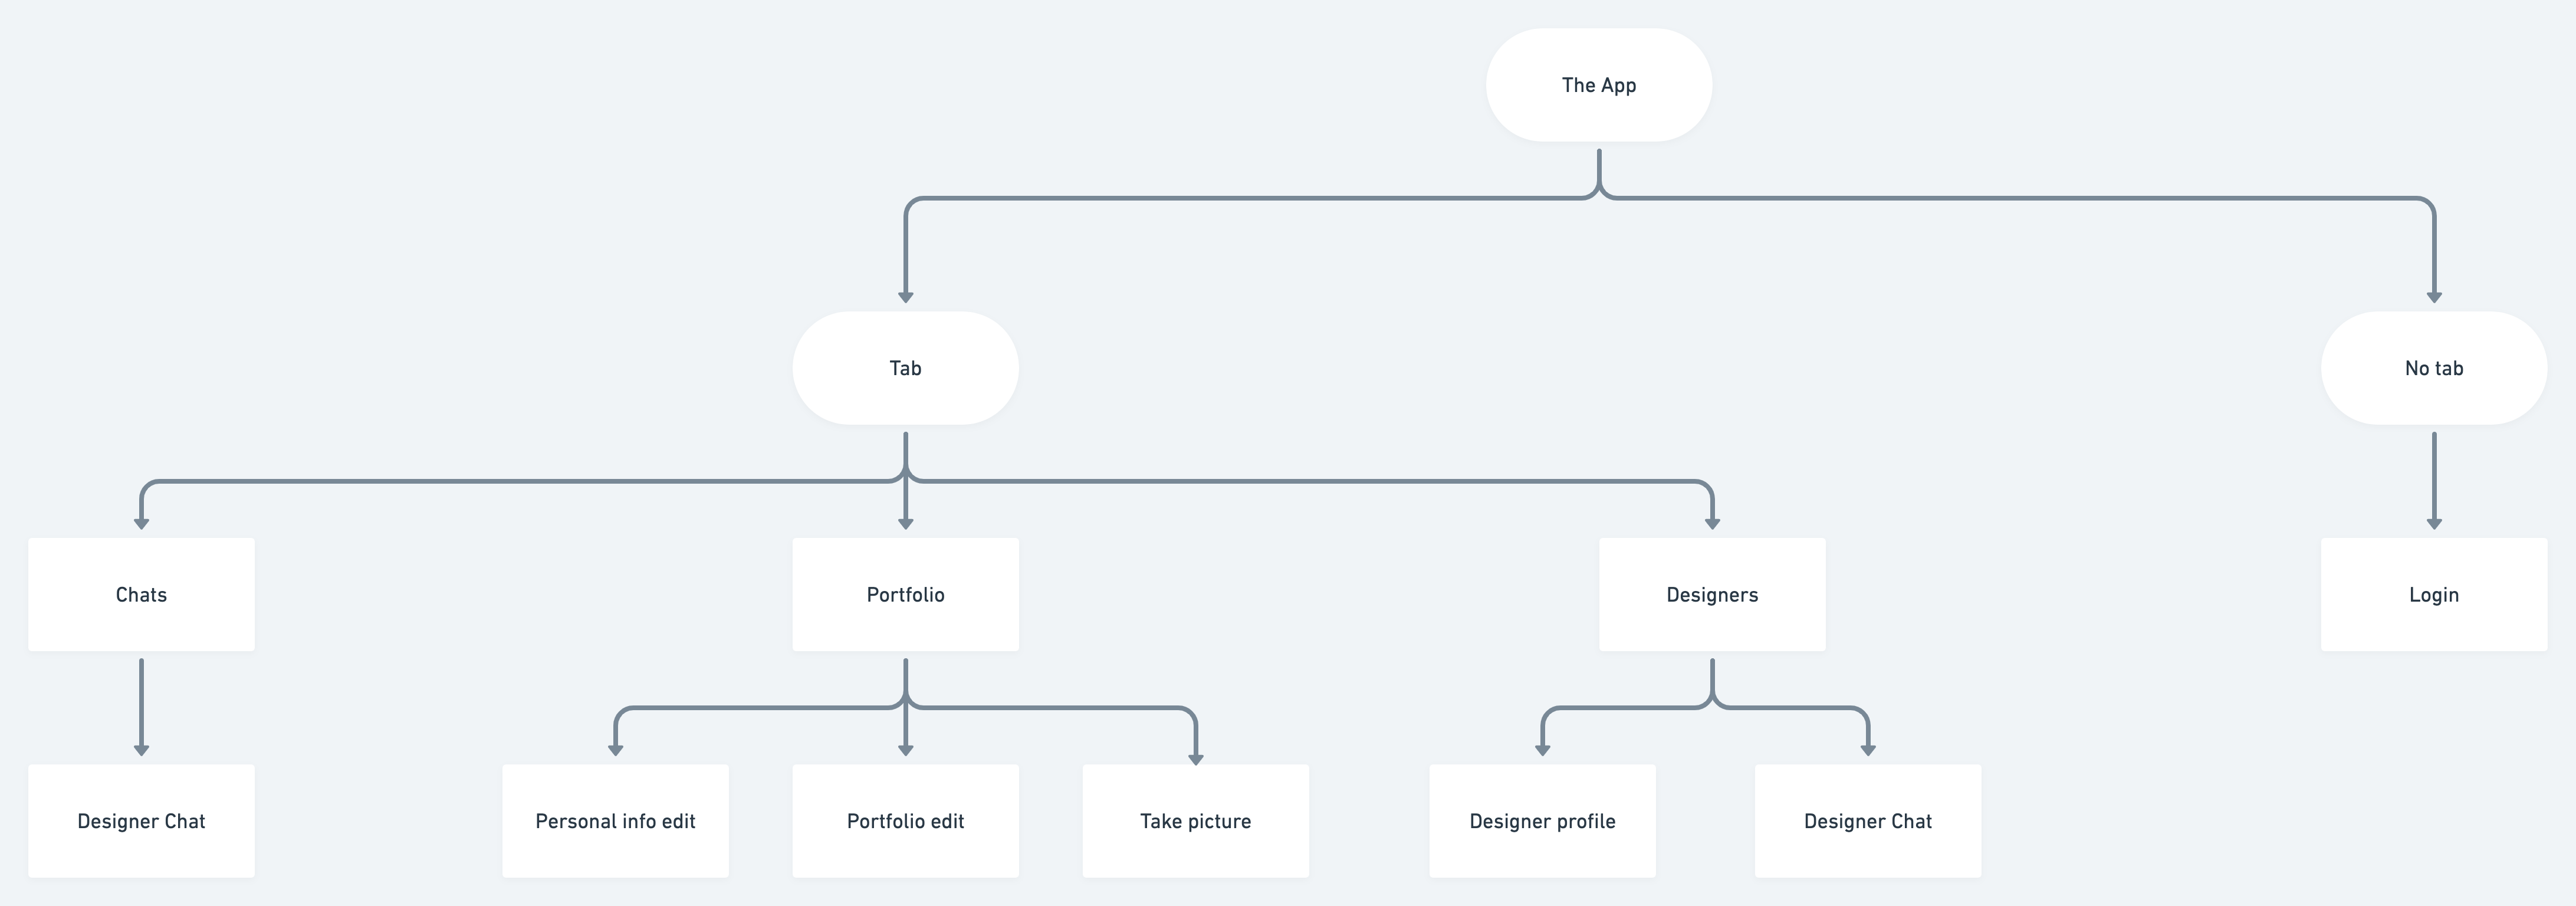 The App
Tab
No tab
Chats
Portfolio
Designers
Login
Designer Chat
Personal info edit
Portfolio edit
Take picture
Designer profile
Designer Chat